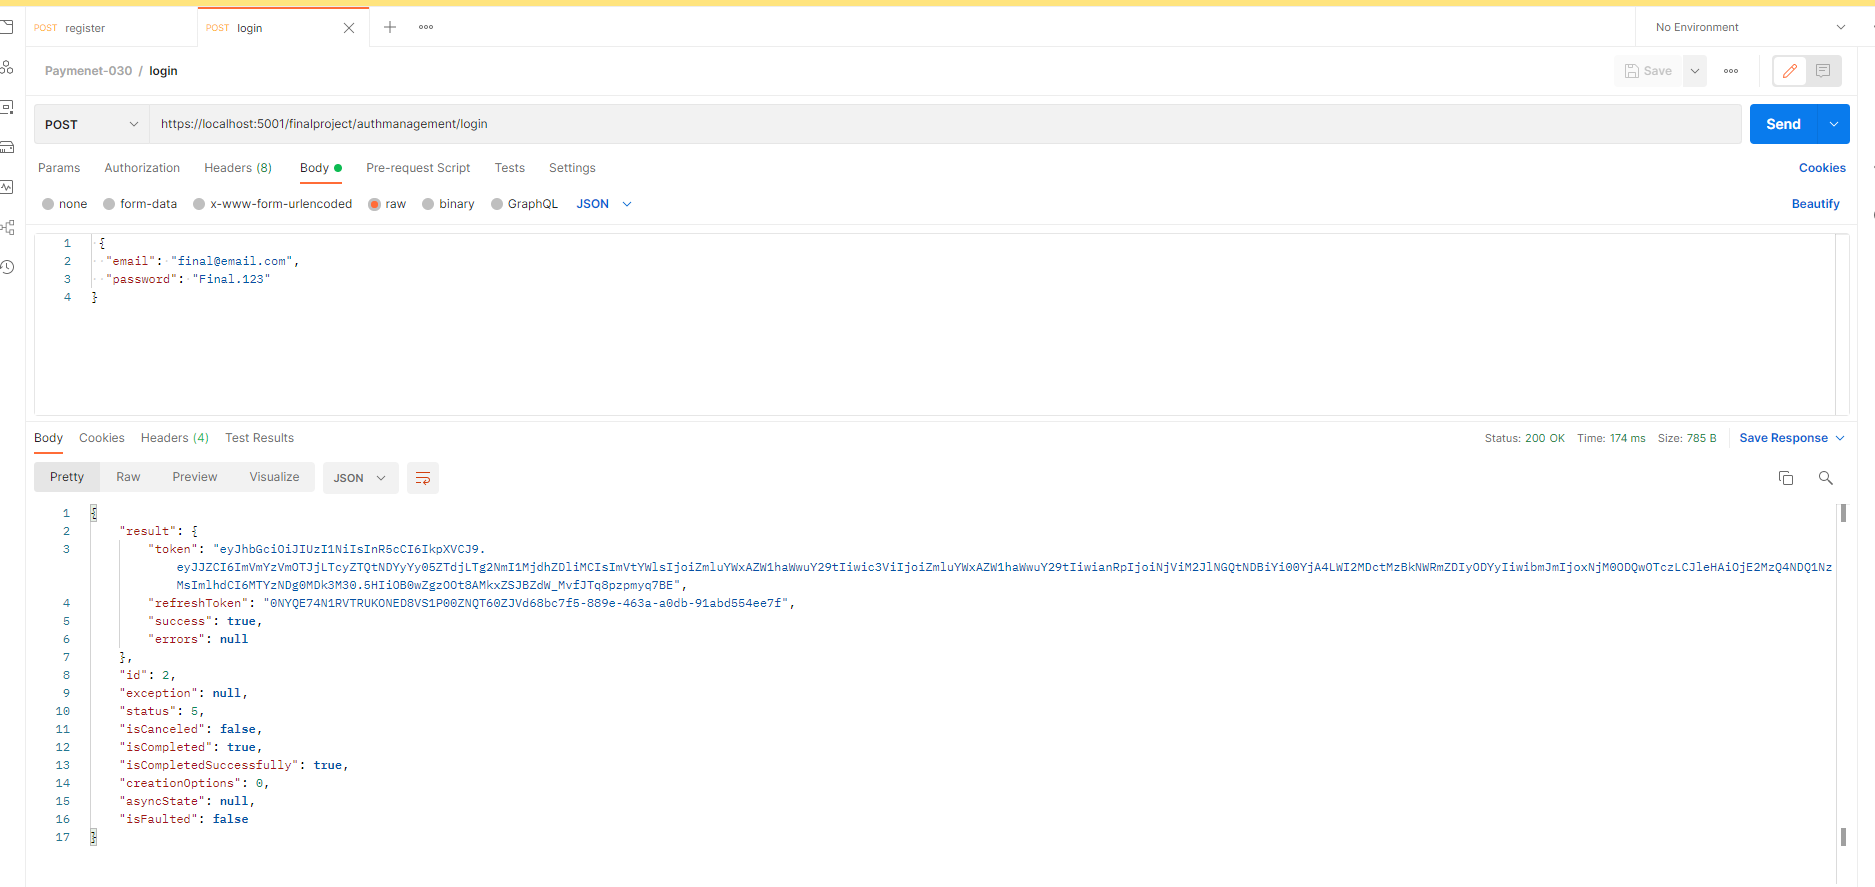 POST register
POST login
No Environment
Paymenet-030 / login
Save
POST
https://localhost:5001/finalproject/authmanagement/login
Send
Params Authorization Headers (8) Body Pre-request Script Tests Settings
Cookies
none form-data x-www-form-urlencoded raw binary GraphQL JSON
Beautify
1 {
2 "email": "final@email.com",
3 "password": "Final.123"
4 }
Body Cookies Headers (4) Test Results
Status: 200 OK Time: 174 ms Size: 785 B Save Response
Pretty Raw Preview Visualize JSON
1 {
2 "result": {
3 "token": "eyJhbGciOiJIUzI1NiIsInR5cCI6IkpXVCJ9.
4 "refreshToken": "0NYQE74N1RVTRUKONED8VS1P00ZNQT60ZJVd68bc7f5-889e-463a-a0db-91abd554ee7f",
5 "success": true,
6 "errors": null
7 },
8 "id": 2,
9 "exception": null,
10 "status": 5,
11 "isCanceled": false,
12 "isCompleted": true,
13 "isCompletedSuccessfully": true,
14 "creationOptions": 0,
15 "asyncState": null,
16 "isFaulted": false
17 }